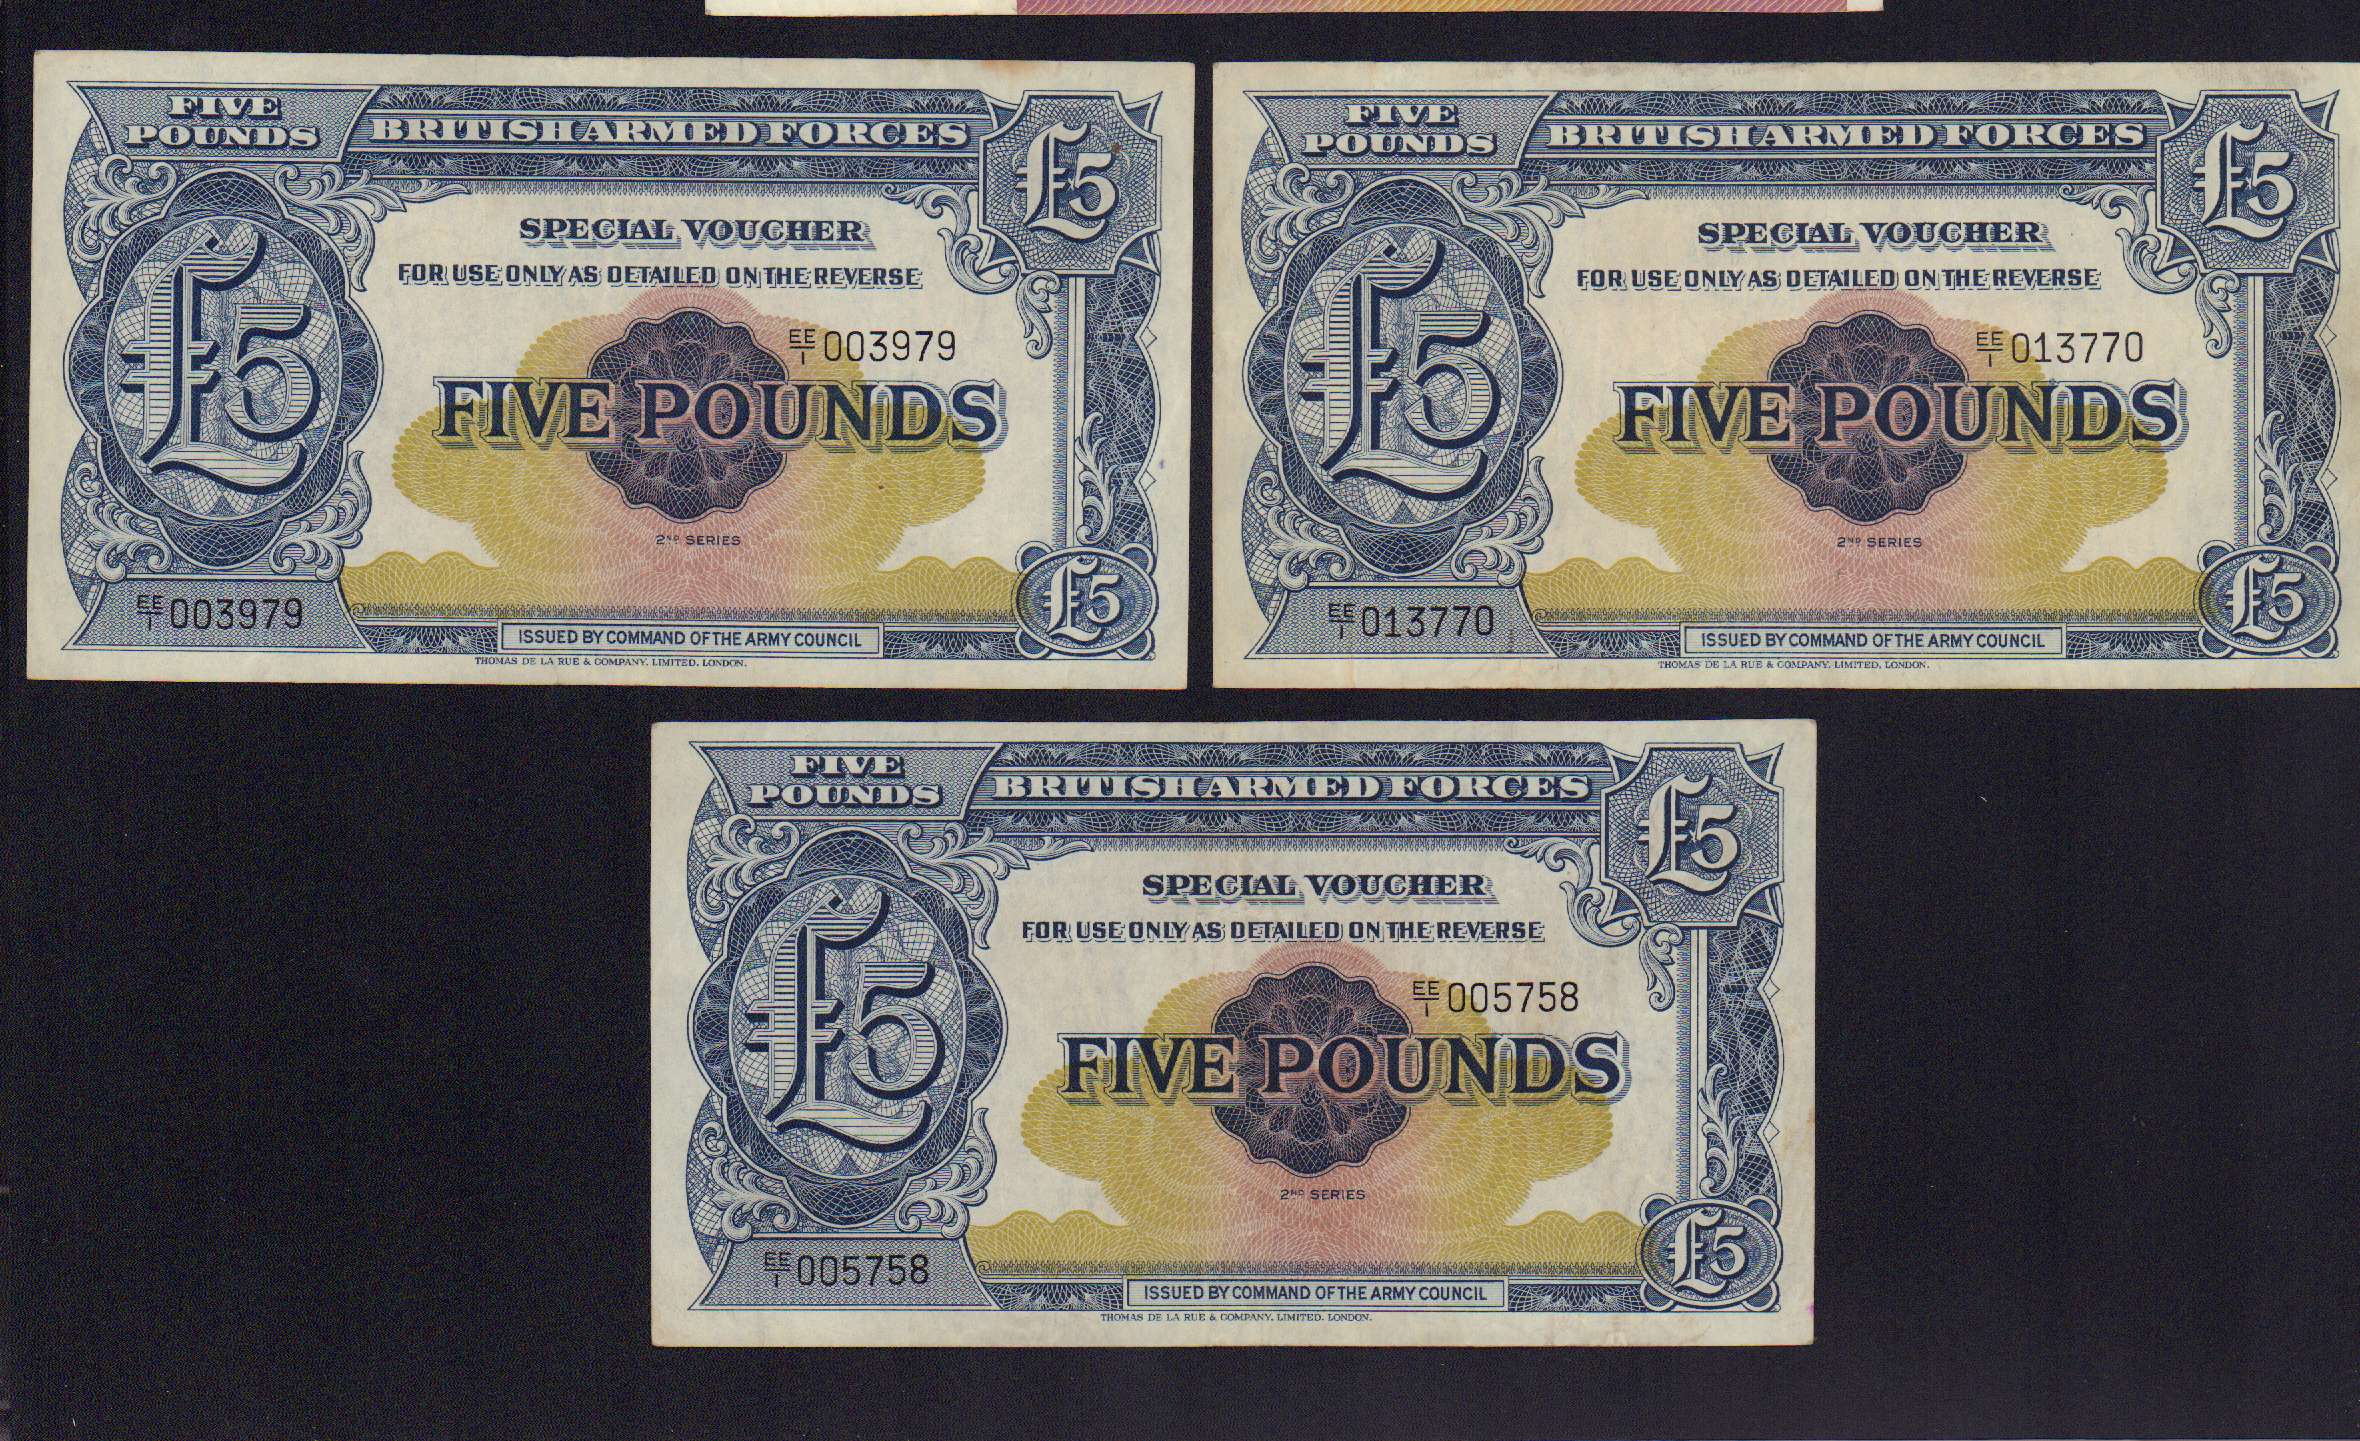 FIVE
POUNDS
BRITISH ARMED FORCES
£5
SPECIAL VOUCHER
FOR USE ONLY AS DETAILED ON THE REVERSE
£5
EE/1 003979
FIVE POUNDS
2ND SERIES
EE/1 003979
£5
ISSUED BY COMMAND OF THE ARMY COUNCIL
THOMAS DE LA RUE & COMPANY, LIMITED, LONDON.
FIVE
POUNDS
BRITISH ARMED FORCES
£5
SPECIAL VOUCHER
FOR USE ONLY AS DETAILED ON THE REVERSE
£5
EE/1 013770
FIVE POUNDS
2ND SERIES
EE/1 013770
£5
ISSUED BY COMMAND OF THE ARMY COUNCIL
THOMAS DE LA RUE & COMPANY, LIMITED, LONDON.
FIVE
POUNDS
BRITISH ARMED FORCES
£5
SPECIAL VOUCHER
FOR USE ONLY AS DETAILED ON THE REVERSE
£5
EE/1 005758
FIVE POUNDS
2ND SERIES
EE/1 005758
£5
ISSUED BY COMMAND OF THE ARMY COUNCIL
THOMAS DE LA RUE & COMPANY, LIMITED, LONDON.